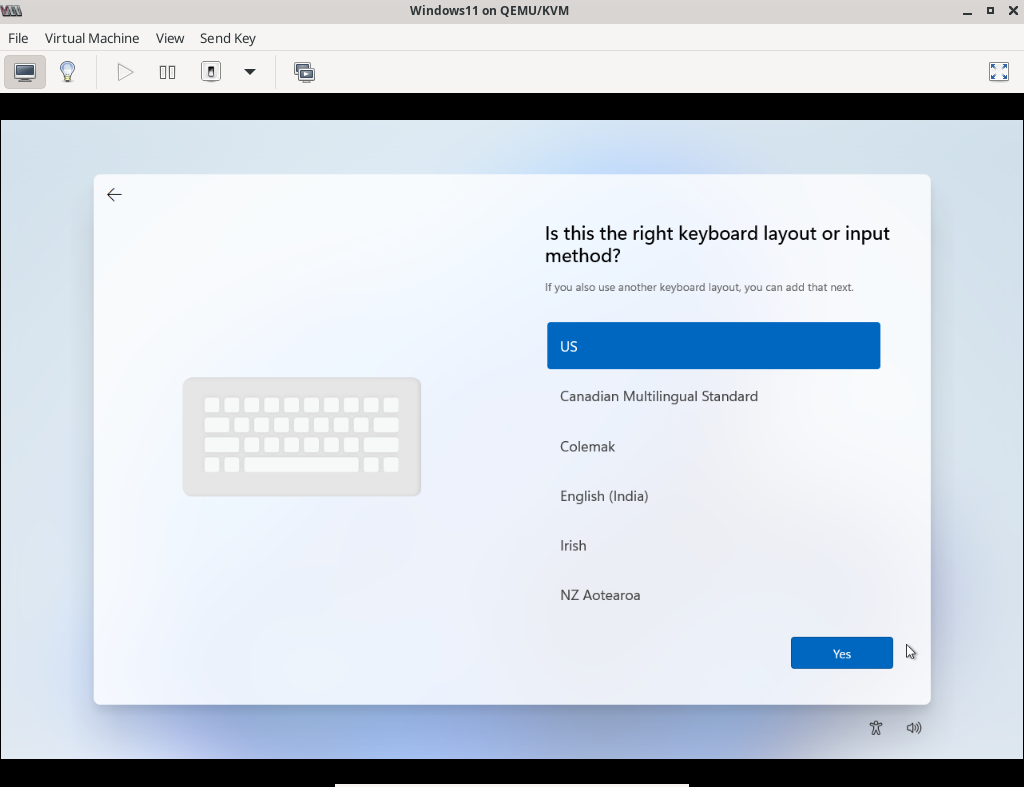 Windows11 on QEMU/KVM
File Virtual Machine View Send Key
Is this the right keyboard layout or input
method?
If you also use another keyboard layout, you can add that next.
US
Canadian Multilingual Standard
Colemak
English (India)
Irish
NZ Aotearoa
Yes